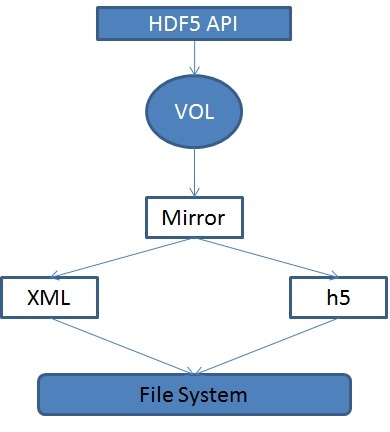 HDF5 API
VOL
Mirror
XML
h5
File System